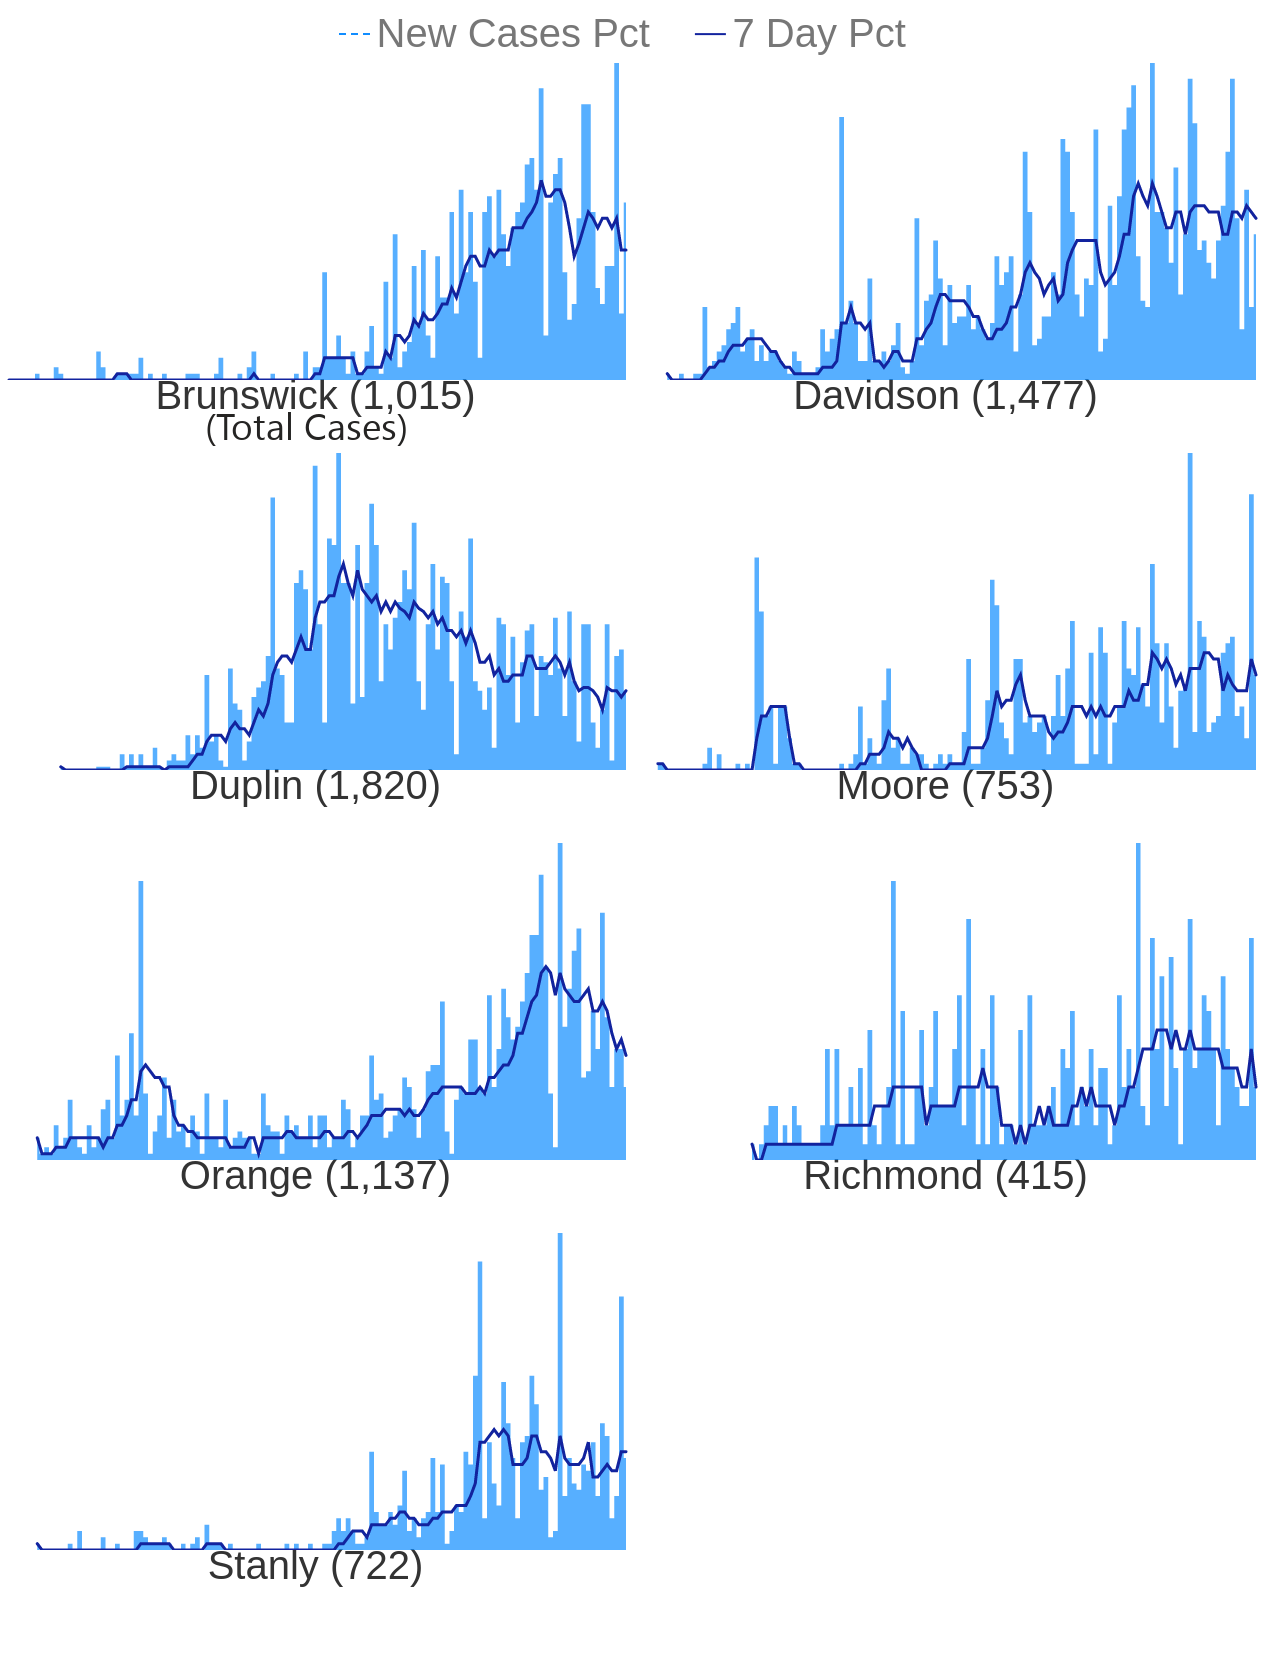 New Cases Pct 7 Day Pct
Brunswick (1,015) Davidson (1,477)
(Total Cases)
Duplin (1,820) Moore (753)
Orange (1,137) Richmond (415)
Stanly (722)